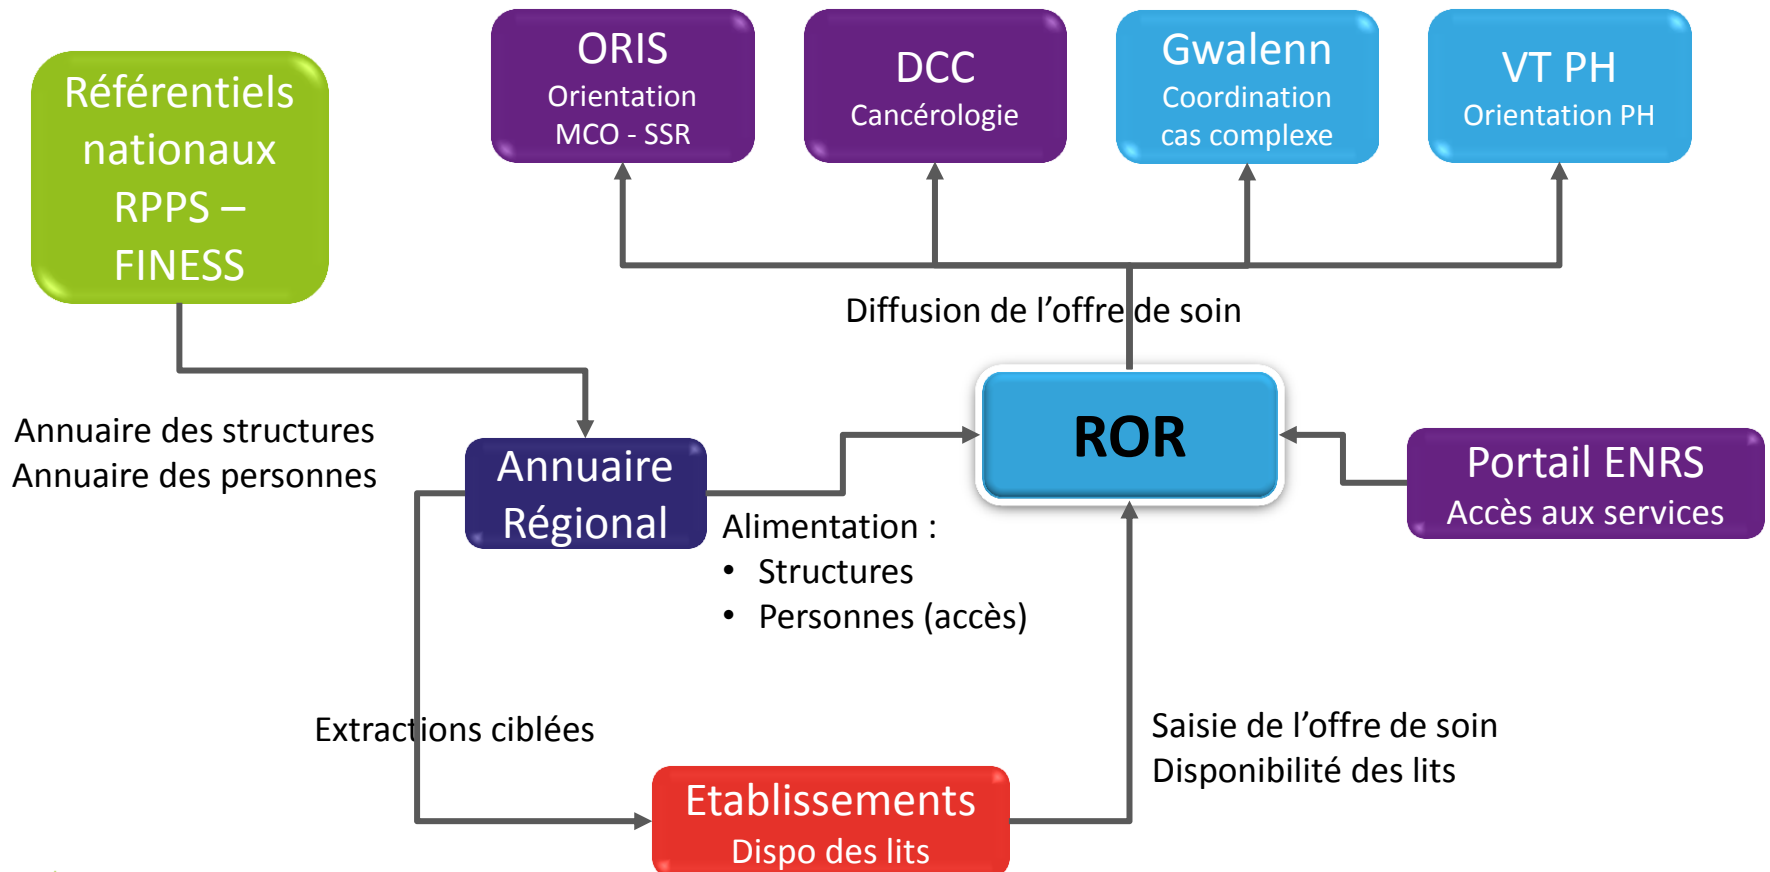 ORIS
Orientation
MCO - SSR
DCC
Cancérologie
Gwalenn
Coordination
cas complexe
VT PH
Orientation PH
Référentiels
nationaux
RPPS –
FINESS
Diffusion de l’offre de soin
Annuaire des structures
Annuaire des personnes
Annuaire
Régional
ROR
Portail ENRS
Accès aux services
Alimentation :
• Structures
• Personnes (accès)
Extractions ciblées
Saisie de l’offre de soin
Disponibilité des lits
Etablissements
Dispo des lits